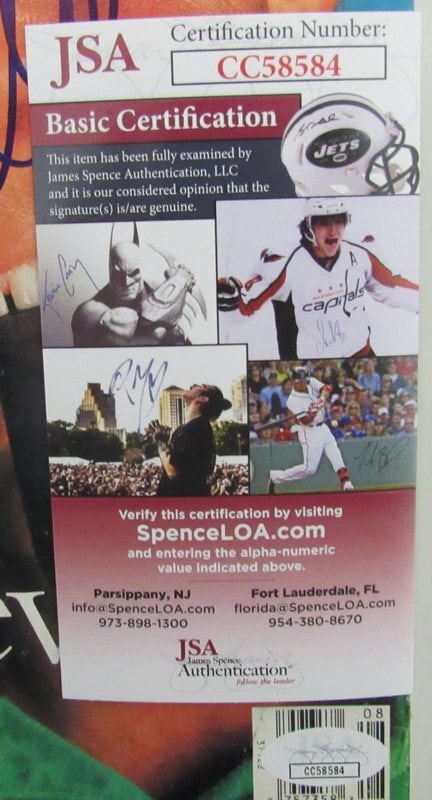 JSA
Certification Number:
CC58584
Basic Certification
This item has been fully examined by
James Spence Authentication, LLC
and it is our considered opinion that the
signature(s) is/are genuine.
JETS
A
capitals
Verify this certification by visiting
SpenceLOA.com
and entering the alpha-numeric
value indicated above.
Parsippany, NJ
info@SpenceLOA.com
973-898-1300
Fort Lauderdale, FL
florida@SpenceLOA.com
954-380-8670
JSA
James Spence
Authentication™
follow the leader
ev
08
CC58584